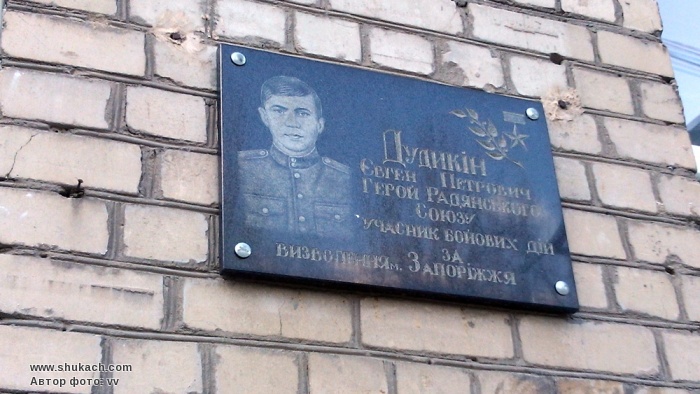 Дудикін
Євген Петрович
Герой Радянського
Союзу
учасник бойових дій
за
визволення м. Запоріжжя
www.shukach.com
Автор фото: vv